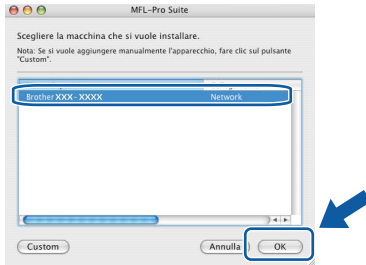 MFL-Pro Suite
Scegliere la macchina che si vuole installare.
Nota: Se si vuole aggiungere manualmente l'apparecchio, fare clic sul pulsante
"Custom".
Brother XXX-XXXX Network
Custom Annulla OK